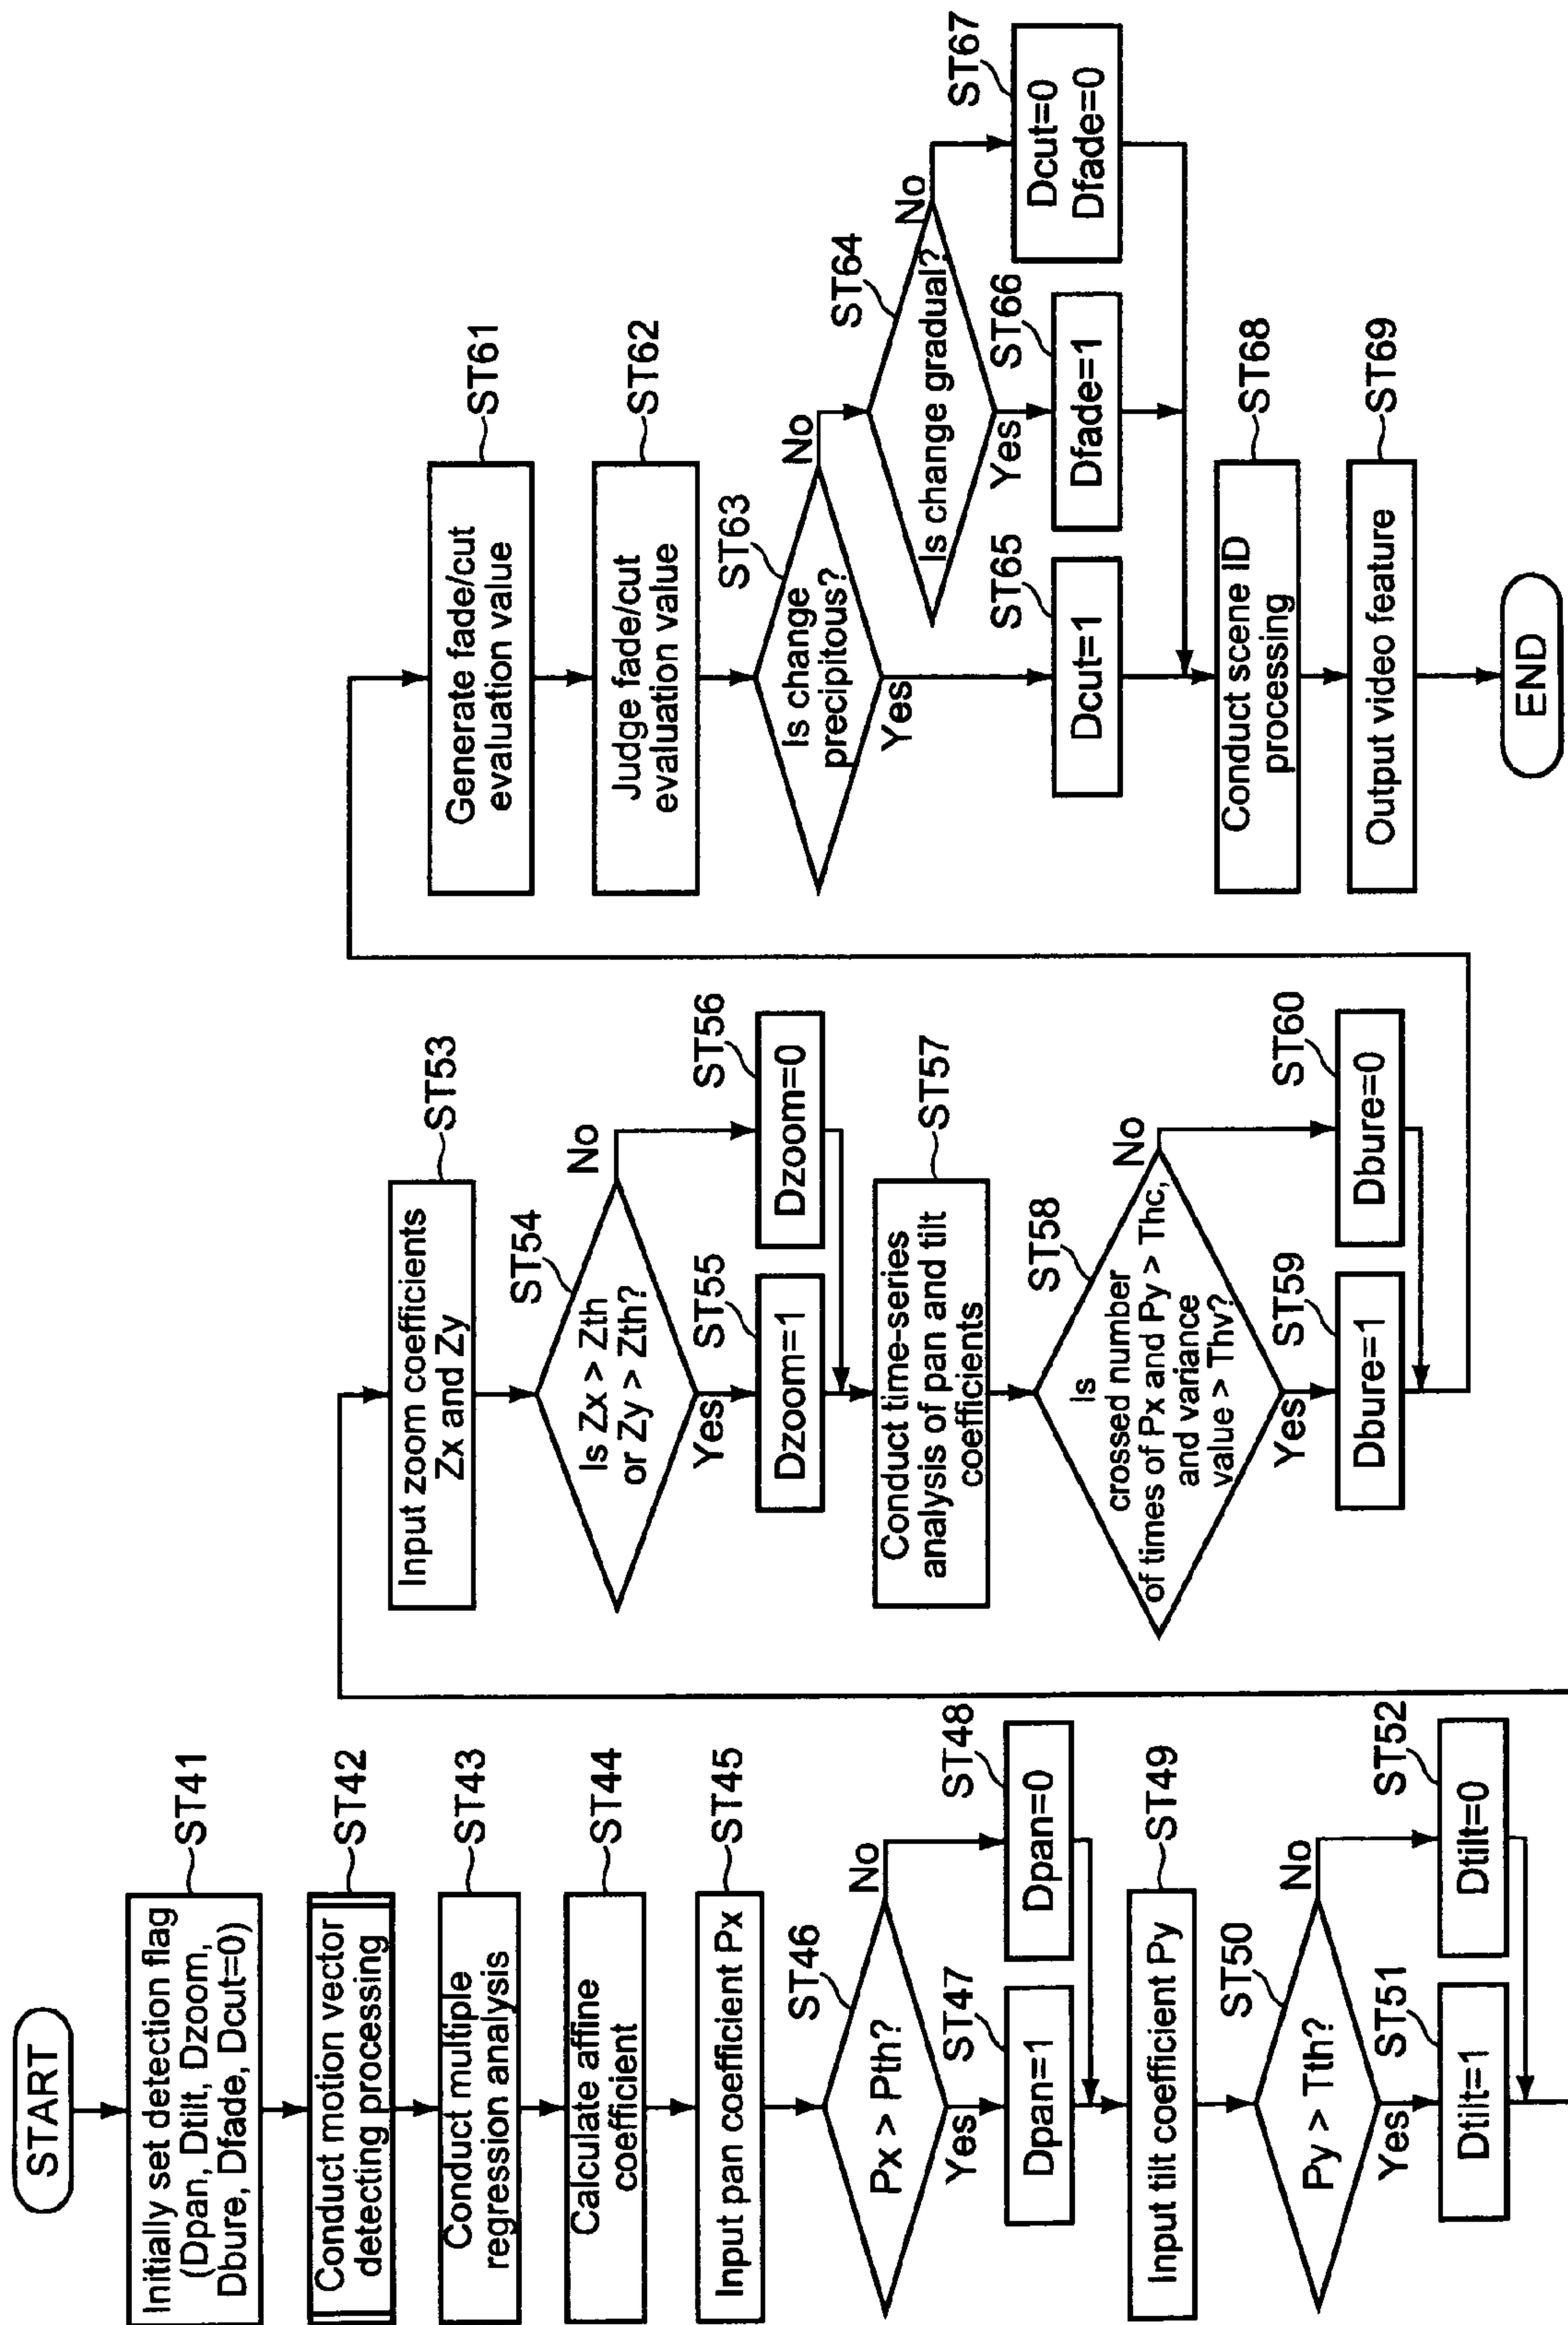 START
Initially set detection flag
(Dpan, Dtilt, Dzoom,
Dbure, Dfade, Dcut=0)
ST41
Conduct motion vector
detecting processing
ST42
Conduct multiple
regression analysis
ST43
Calculate affine
coefficient
ST44
Input pan coefficient Px
ST45
Px > Pth?
ST46
Yes
No
Dpan=1
ST47
Dpan=0
ST48
Input tilt coefficient Py
ST49
Py > Tth?
ST50
Yes
No
Dtilt=1
ST51
Dtilt=0
ST52
Input zoom coefficients
Zx and Zy
ST53
Is Zx > Zth
or Zy > Zth?
ST54
Yes
No
Dzoom=1
ST55
Dzoom=0
ST56
Conduct time-series
analysis of pan and tilt
coefficients
ST57
Is
crossed number
of times of Px and Py > Thc,
and variance
value > Thv?
ST58
Yes
No
Dbure=1
ST59
Dbure=0
ST60
Generate fade/cut
evaluation value
ST61
Judge fade/cut
evaluation value
ST62
Is change
precipitous?
ST63
Yes
No
Is change gradual?
ST64
Yes
No
Dcut=1
ST65
Dfade=1
ST66
Dcut=0
Dfade=0
ST67
Conduct scene ID
processing
ST68
Output video feature
ST69
END